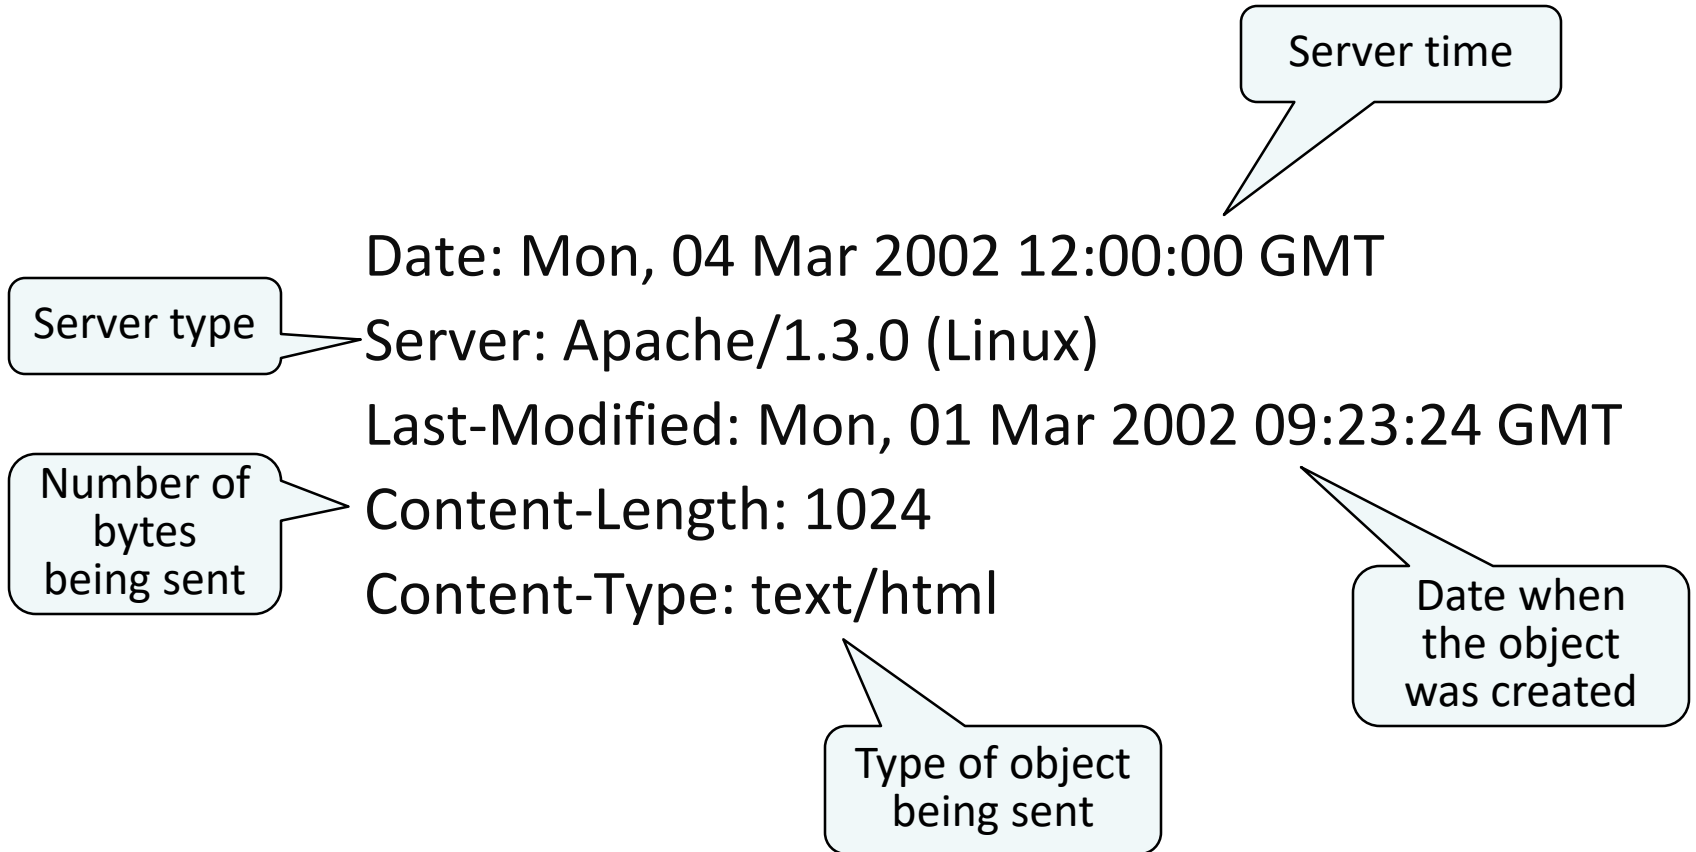 Server time
Date: Mon, 04 Mar 2002 12:00:00 GMT
Server type
Server: Apache/1.3.0 (Linux)
Last-Modified: Mon, 01 Mar 2002 09:23:24 GMT
Number of
bytes
being sent
Content-Length: 1024
Content-Type: text/html
Date when
the object
was created
Type of object
being sent